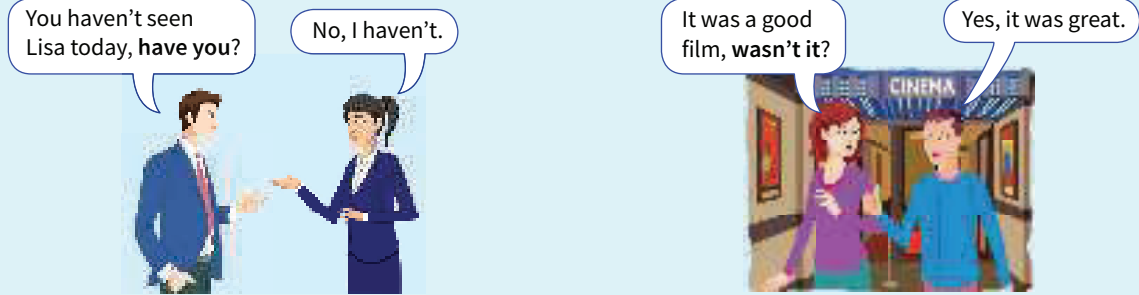 You haven't seen
Lisa today, have you?
No, I haven't.
It was a good
film, wasn't it?
Yes, it was great.
CINEMA